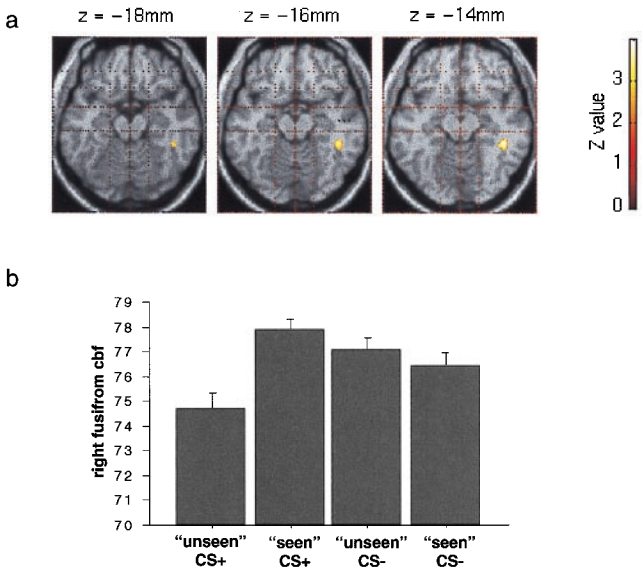 a
z = -18mm
z = -16mm
z = -14mm
3
2
1
0
Z value
b
79
78
77
76
75
74
73
72
71
70
right fusifrom cbf
"unseen" CS+
"seen" CS+
"unseen" CS-
"seen" CS-